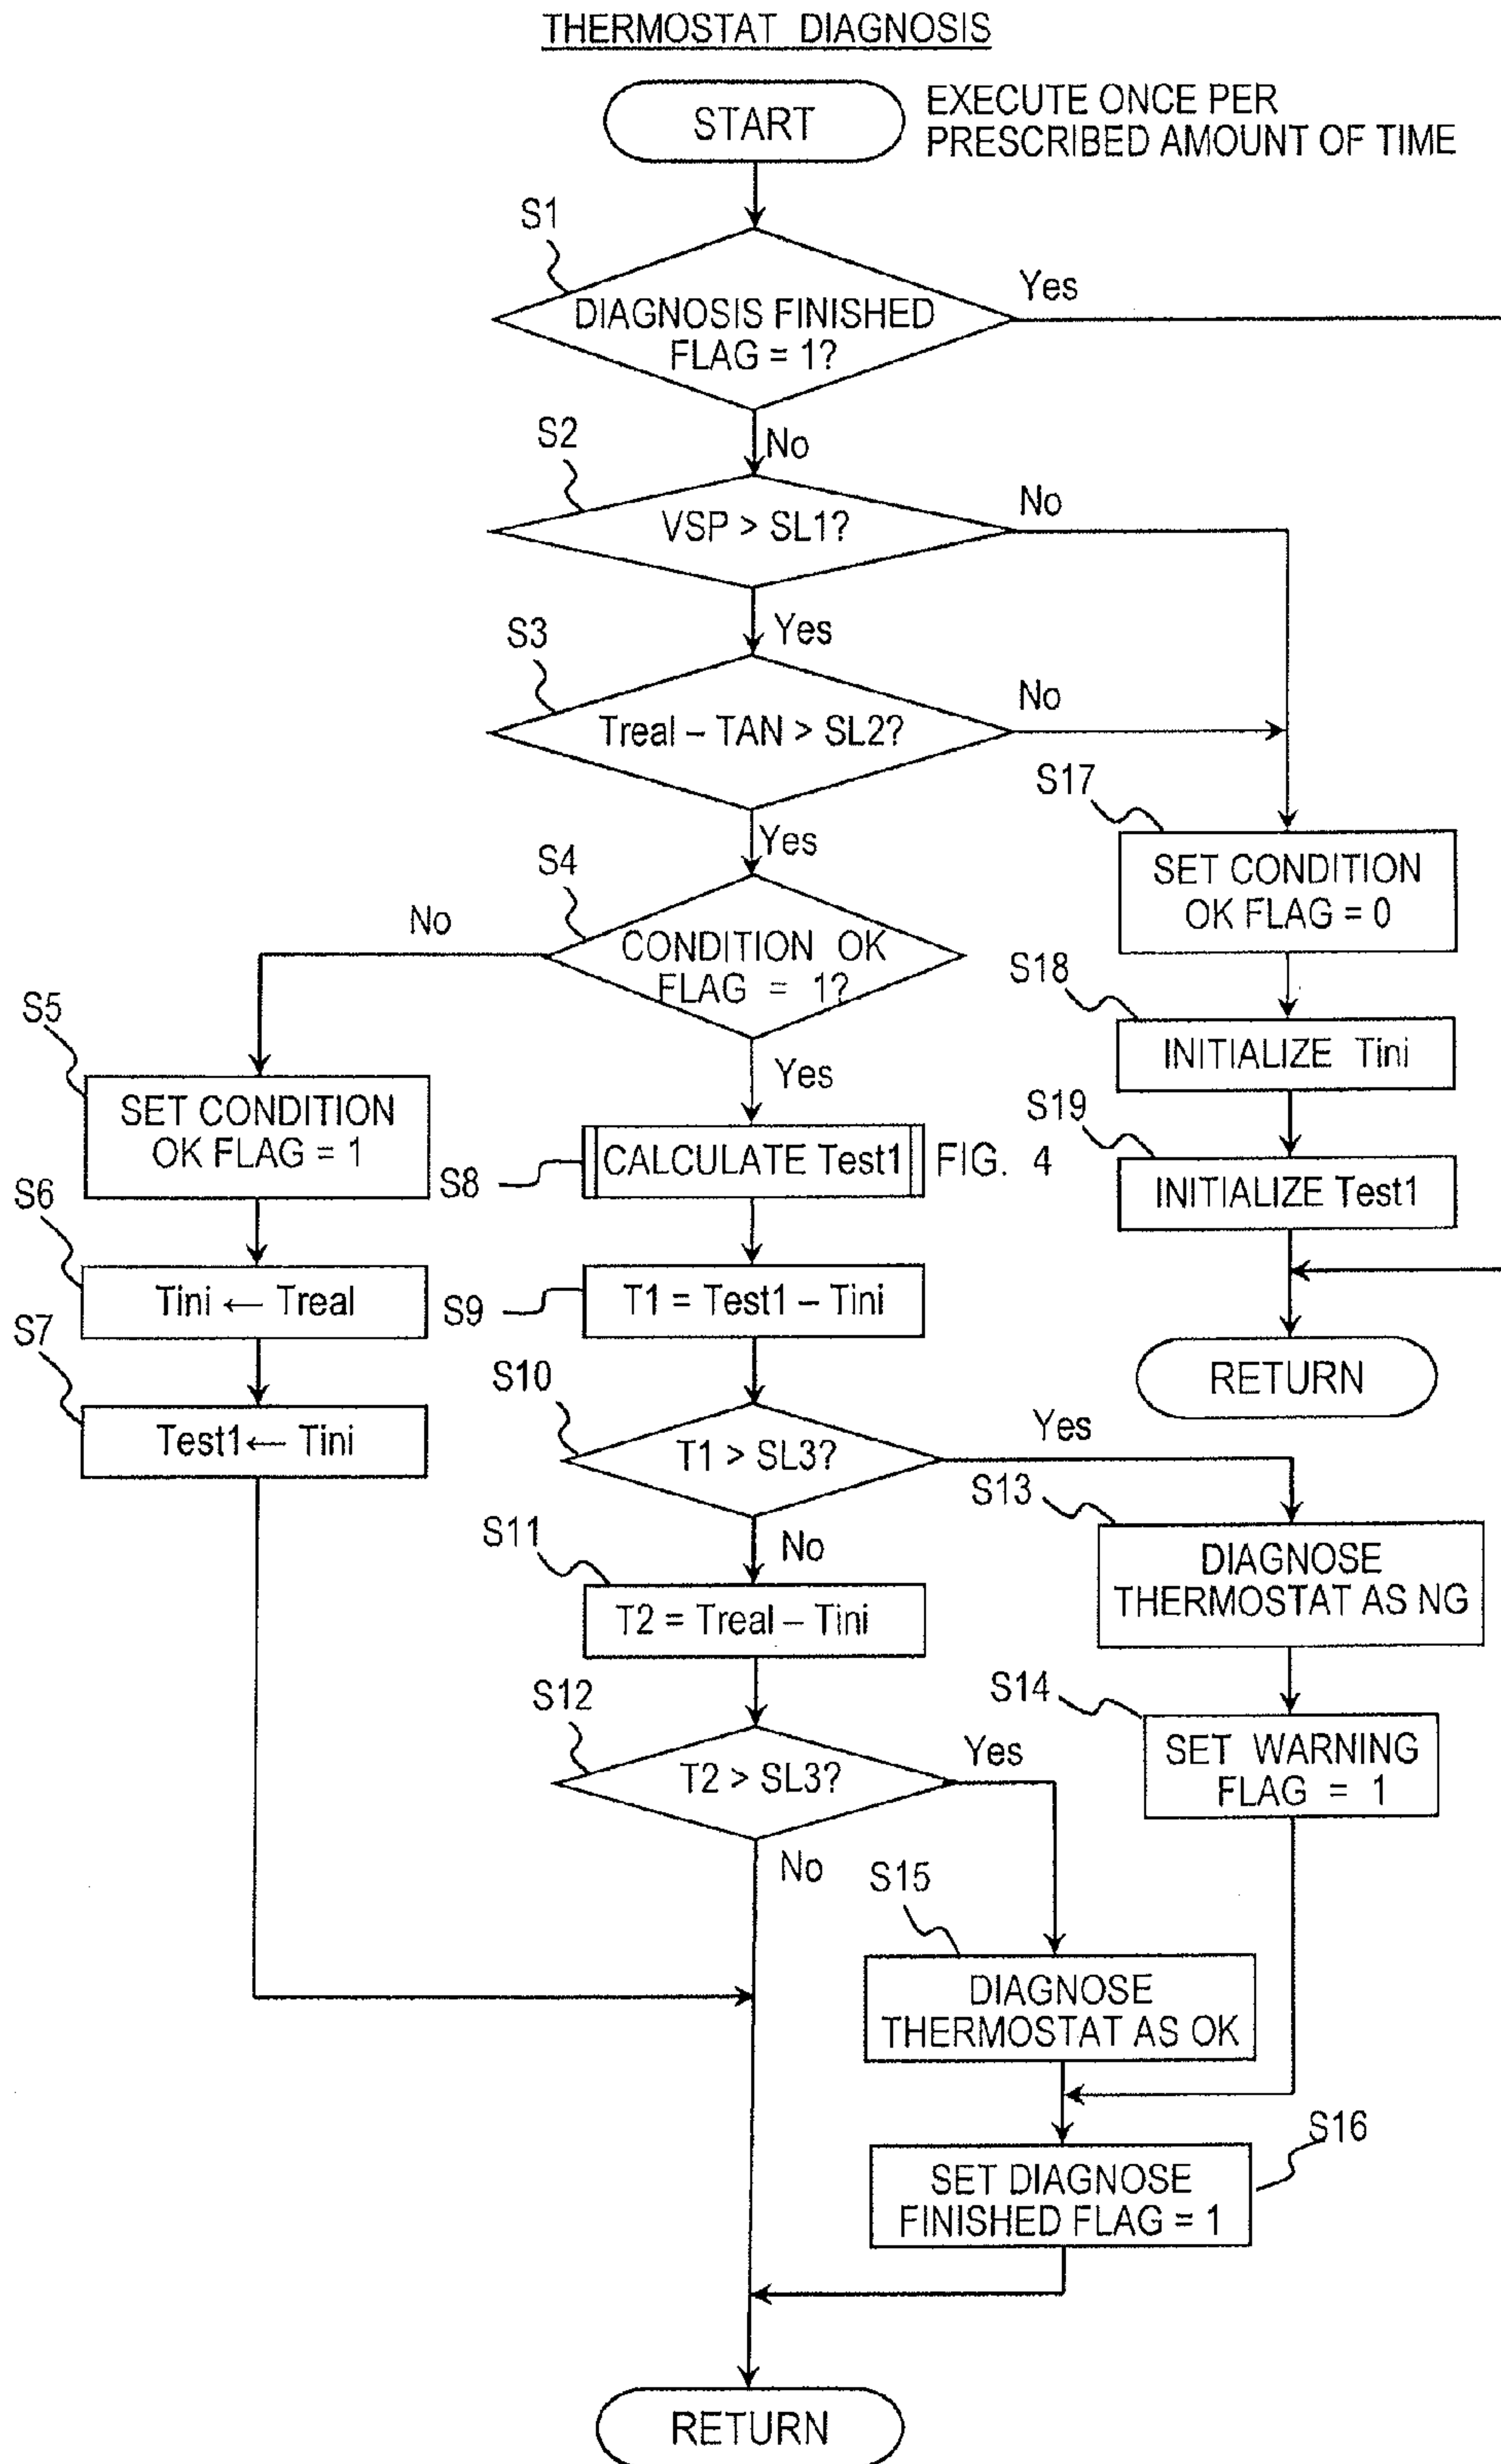 THERMOSTAT DIAGNOSIS
START
EXECUTE ONCE PER
PRESCRIBED AMOUNT OF TIME
S1
DIAGNOSIS FINISHED
FLAG = 1?
Yes
No
S2
VSP > SL1?
No
Yes
S3
Treal – TAN > SL2?
No
Yes
S4
CONDITION OK
FLAG = 1?
No
Yes
S17
SET CONDITION
OK FLAG = 0
S18
INITIALIZE Tini
S19
INITIALIZE Test1
RETURN
S5
SET CONDITION
OK FLAG = 1
S6
Tini ← Treal
S7
Test1 ← Tini
S8
CALCULATE Test1
FIG. 4
S9
T1 = Test1 – Tini
S10
T1 > SL3?
Yes
No
S13
DIAGNOSE
THERMOSTAT AS NG
S11
T2 = Treal – Tini
S14
SET WARNING
FLAG = 1
S12
T2 > SL3?
Yes
No
S15
DIAGNOSE
THERMOSTAT AS OK
S16
SET DIAGNOSE
FINISHED FLAG = 1
RETURN